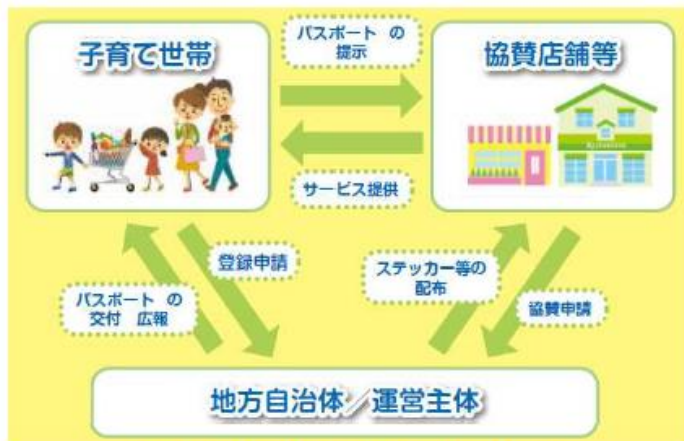 子育て世帯
パスポート の
提示
協賛店舗等
サービス提供
登録申請
ステッカー等の
配布
パスポート の
交付 広報
協賛申請
地方自治体／運営主体